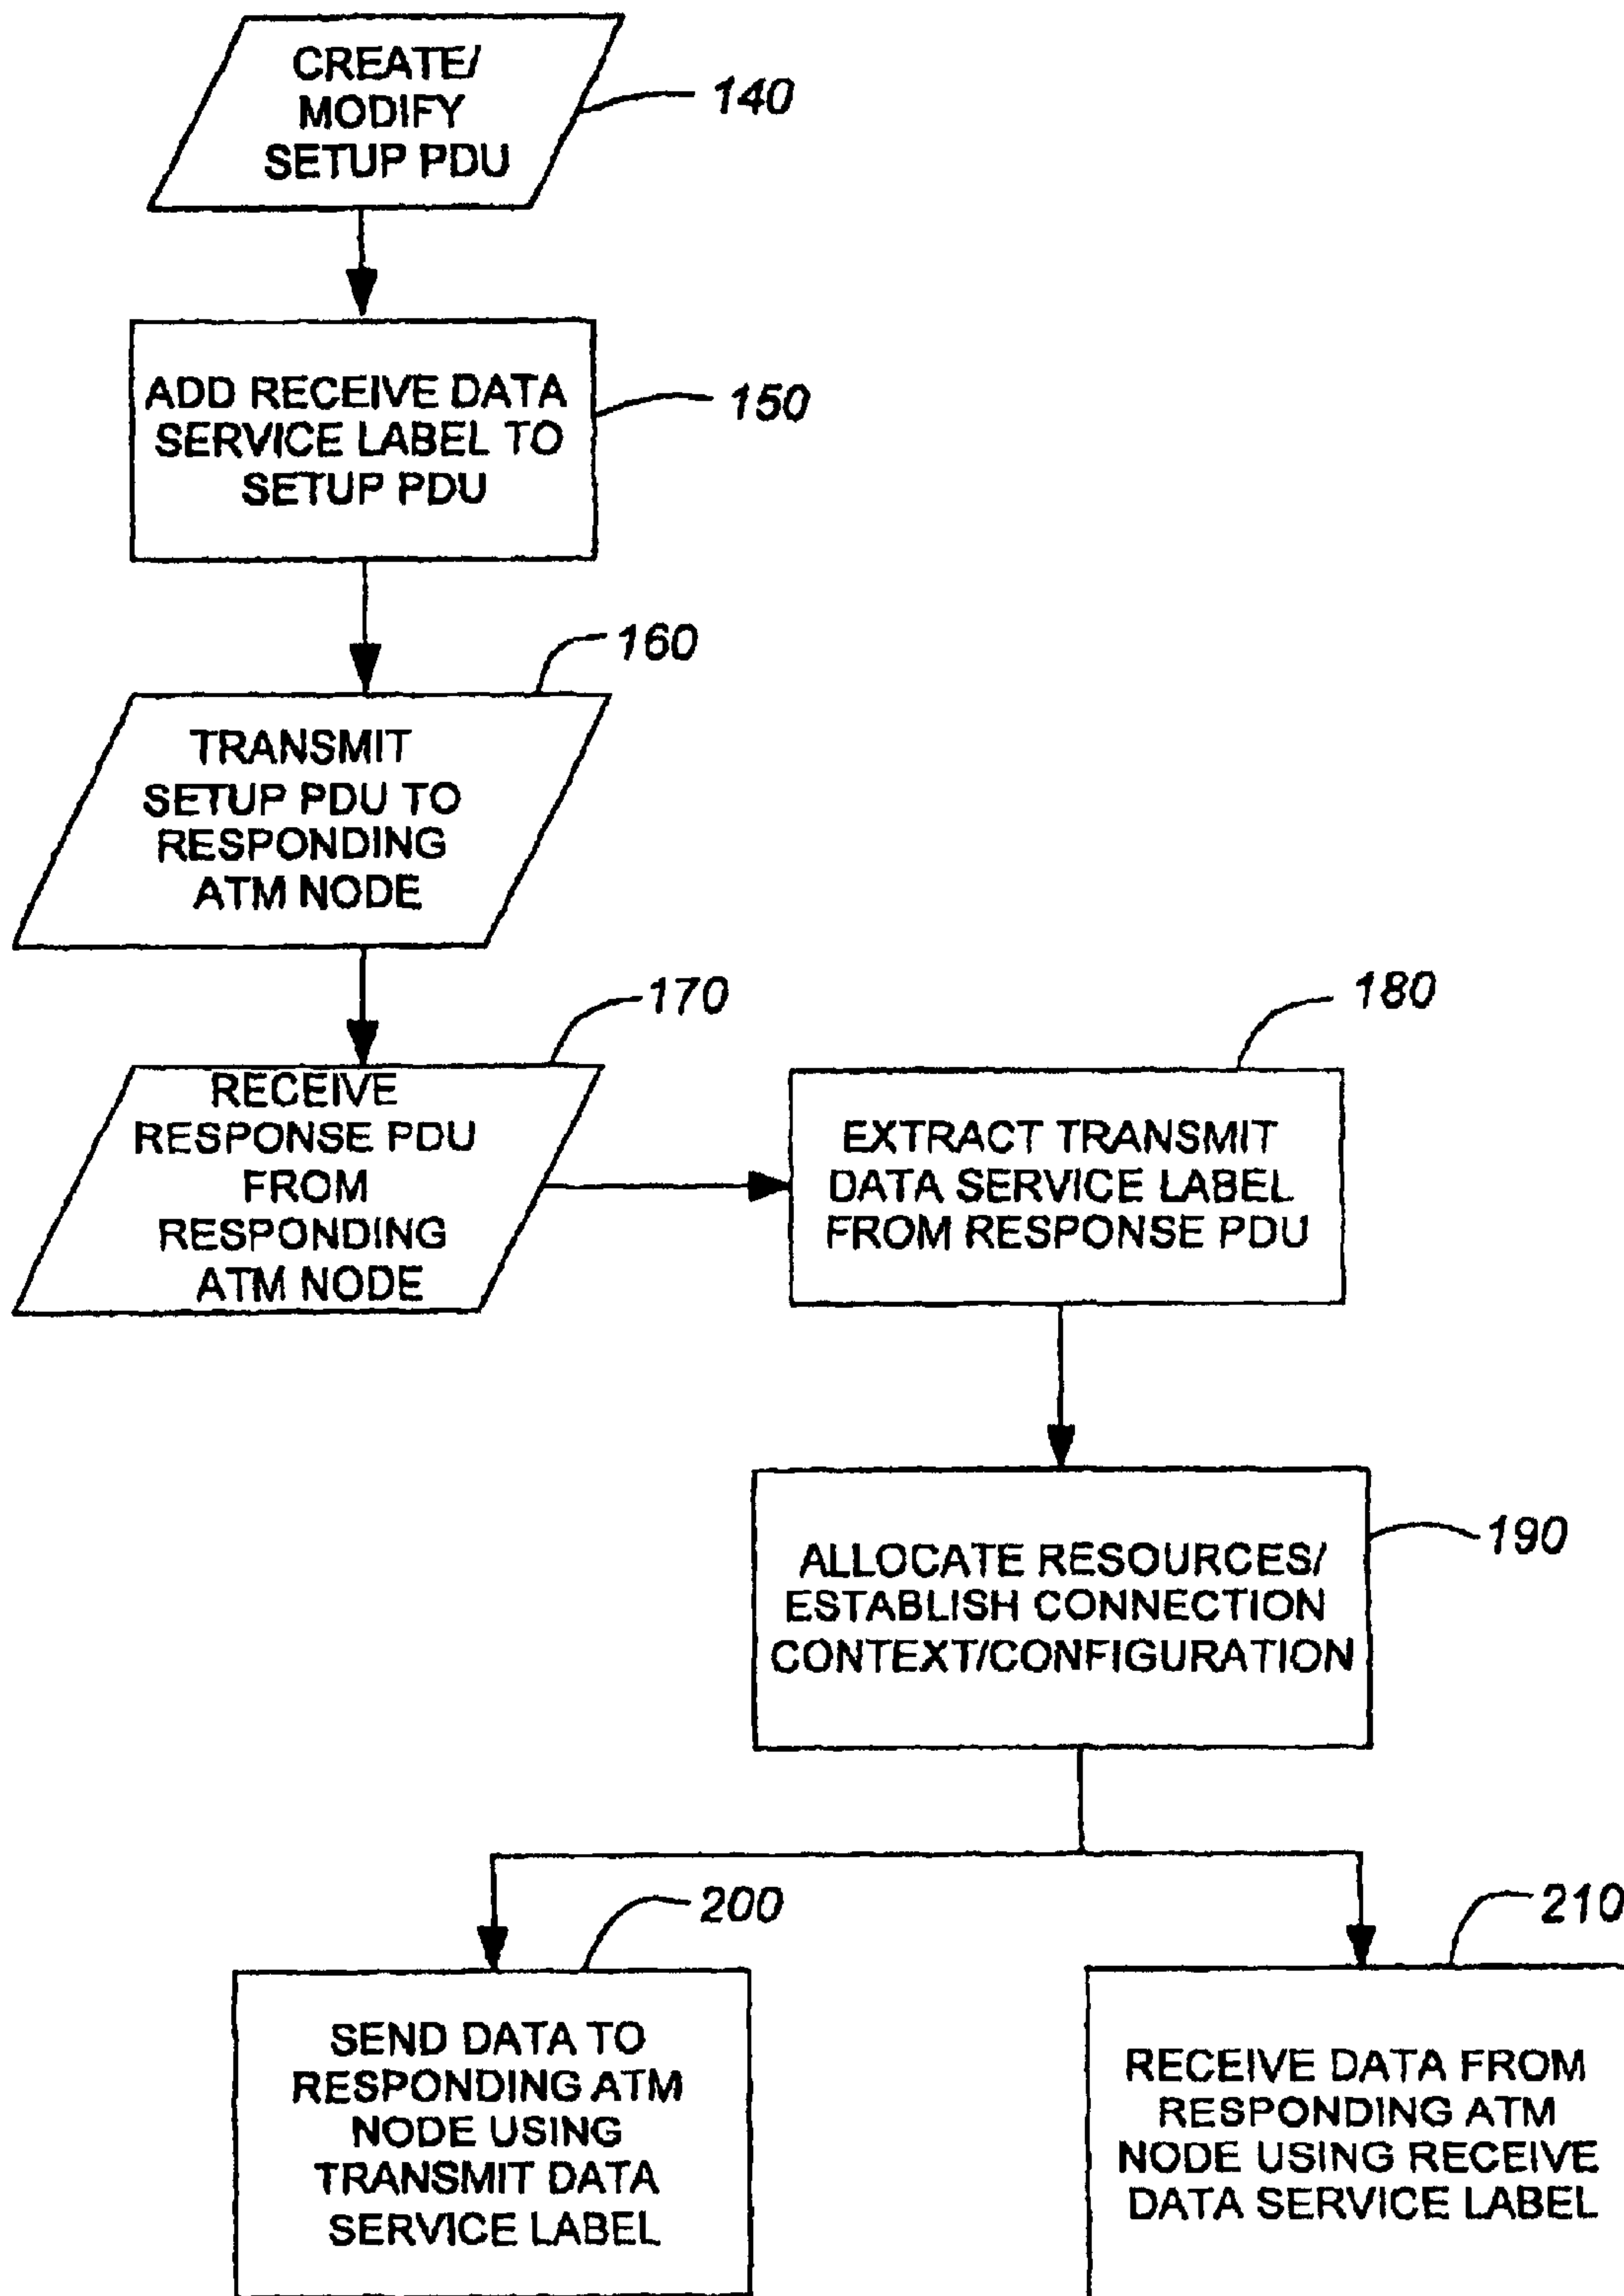 CREATE/
MODIFY
SETUP PDU
140
ADD RECEIVE DATA
SERVICE LABEL TO
SETUP PDU
150
160
TRANSMIT
SETUP PDU TO
RESPONDING
ATM NODE
170
RECEIVE
RESPONSE PDU
FROM
RESPONDING
ATM NODE
180
EXTRACT TRANSMIT
DATA SERVICE LABEL
FROM RESPONSE PDU
190
ALLOCATE RESOURCES/
ESTABLISH CONNECTION
CONTEXT/CONFIGURATION
200
SEND DATA TO
RESPONDING ATM
NODE USING
TRANSMIT DATA
SERVICE LABEL
210
RECEIVE DATA FROM
RESPONDING ATM
NODE USING RECEIVE
DATA SERVICE LABEL